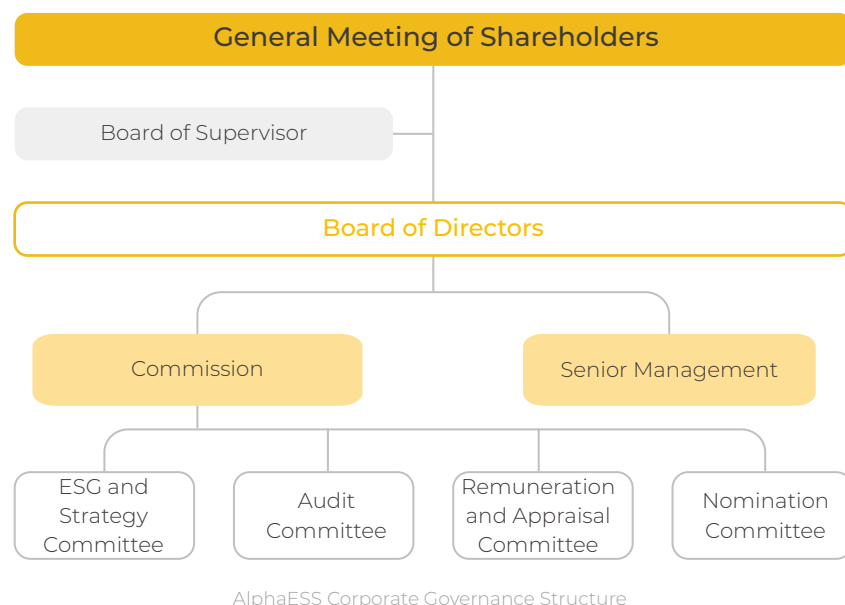 General Meeting of Shareholders
Board of Supervisor
Board of Directors
Commission
Senior Management
ESG and
Strategy
Committee
Audit
Committee
Remuneration
and Appraisal
Committee
Nomination
Committee
AlphaESS Corporate Governance Structure